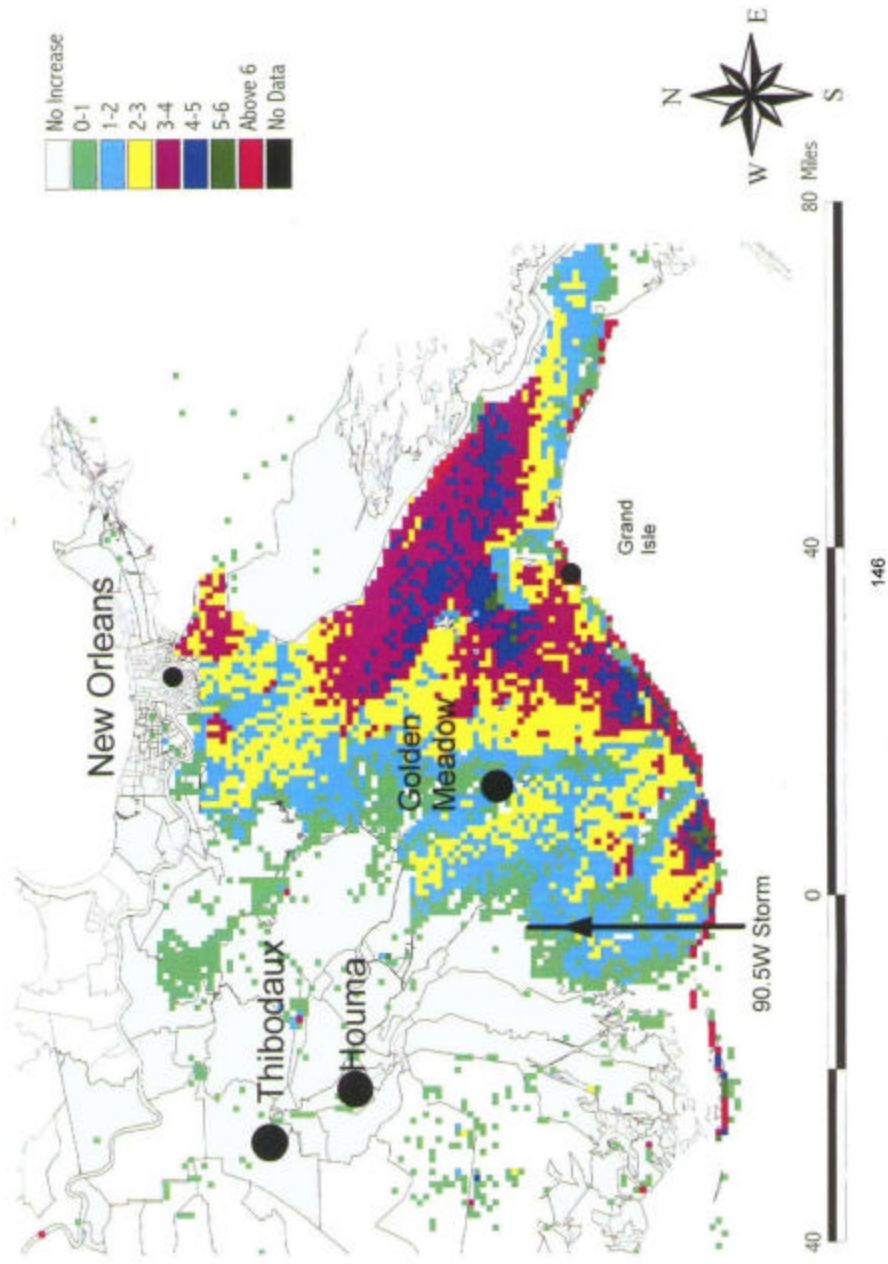 No Increase
0-1
1-2
2-3
3-4
4-5
5-6
Above 6
No Data
New Orleans
Thibodaux
Houma
Golden
Meadow
Grand
Isle
90.5W Storm
N
W
E
S
40
0
40
80 Miles
146